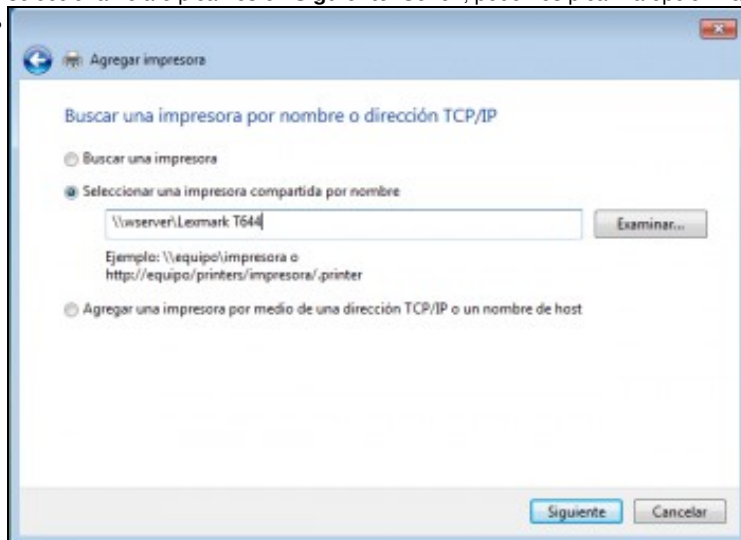 Agregar impresora
Buscar una impresora por nombre o dirección TCP/IP
Buscar una impresora
Seleccionar una impresora compartida por nombre
\\wserver\Lexmark T644
Examinar...
Ejemplo: \\equipo\impresora o
http://equipo/printers/impresora/.printer
Agregar una impresora por medio de una dirección TCP/IP o un nombre de host
Siguiente
Cancelar